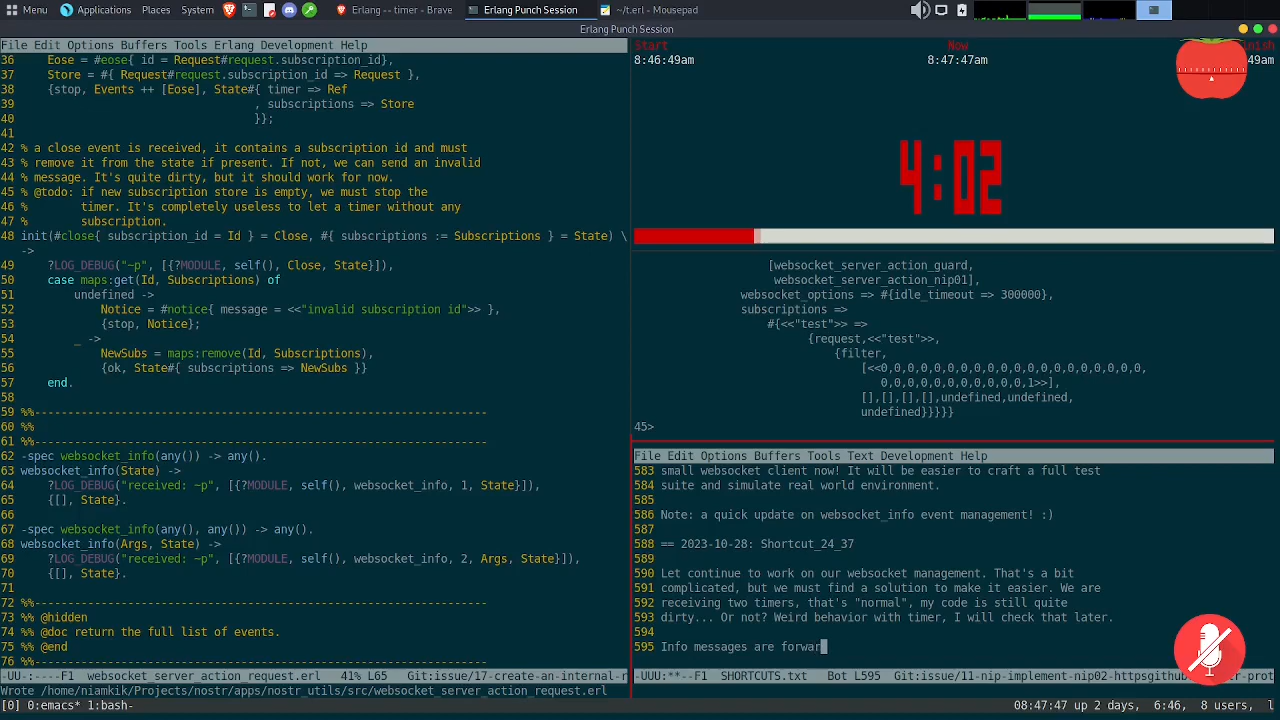 Menu Applications Places System Erlang -- timer - Brave Erlang Punch Session ~/t.erl - Mousepad
Erlang Punch Session
File Edit Options Buffers Tools Erlang Development Help
36 Eose = #eose{ id = Request#request.subscription_id},
37 Store = #{ Request#request.subscription_id => Request },
38 {stop, Events ++ [Eose], State#{ timer => Ref
39 , subscriptions => Store
40 }};
41
42 % a close event is received, it contains a subscription id and must
43 % remove it from the state if present. If not, we can send an invalid
44 % message. It's quite dirty, but it should work for now.
45 % @todo: if new subscription store is empty, we must stop the
46 % timer. It's completely useless to let a timer without any
47 % subscription.
48 init(#close{ subscription_id = Id } = Close, #{ subscriptions := Subscriptions } = State) \
->
49 ?LOG_DEBUG("~p", [{?MODULE, self(), Close, State}]),
50 case maps:get(Id, Subscriptions) of
51 undefined ->
52 Notice = #notice{ message = <<"invalid subscription id">> },
53 {stop, Notice};
54 _ ->
55 NewSubs = maps:remove(Id, Subscriptions),
56 {ok, State#{ subscriptions => NewSubs }}
57 end.
58
59 %%--------------------------------------------------------------------
60 %%
61 %%--------------------------------------------------------------------
62 -spec websocket_info(any()) -> any().
63 websocket_info(State) ->
64 ?LOG_DEBUG("received: ~p", [{?MODULE, self(), websocket_info, 1, State}]),
65 {[], State}.
66
67 -spec websocket_info(any(), any()) -> any().
68 websocket_info(Args, State) ->
69 ?LOG_DEBUG("received: ~p", [{?MODULE, self(), websocket_info, 2, Args, State}]),
70 {[], State}.
71
72 %%--------------------------------------------------------------------
73 %% @hidden
74 %% @doc return the full list of events.
75 %% @end
76 %%--------------------------------------------------------------------
-UU-:----F1 websocket_server_action_request.erl 41% L65 Git:issue/17-create-an-internal-r
Wrote /home/niamkik/Projects/nostr/apps/nostr_utils/src/websocket_server_action_request.erl
Start Now nish
8:46:49am 8:47:47am 49am
4:02
[websocket_server_action_guard,
websocket_server_action_nip01],
websocket_options => #{idle_timeout => 300000},
subscriptions =>
#{<<"test">> =>
{request,<<"test">>,
{filter,
[<<0,0,0,0,0,0,0,0,0,0,0,0,0,0,0,0,0,0,0,0,
0,0,0,0,0,0,0,0,0,0,0,1>>],
[],[],[],[],undefined,undefined,
undefined}}}}}
45>
File Edit Options Buffers Tools Text Development Help
583 small websocket client now! It will be easier to craft a full test
584 suite and simulate real world environment.
585
586 Note: a quick update on websocket_info event management! :)
587
588 == 2023-10-28: Shortcut_24_37
589
590 Let continue to work on our websocket management. That's a bit
591 complicated, but we must find a solution to make it easier. We are
592 receiving two timers, that's "normal", my code is still quite
593 dirty... Or not? Weird behavior with timer, I will check that later.
594
595 Info messages are forwar
-UUU:**--F1 SHORTCUTS.txt Bot L595 Git:issue/11-nip-implement-nip02-httpsgithub
[0] 0:emacs* 1:bash- 08:47:47 up 2 days, 6:46, 8 users, l